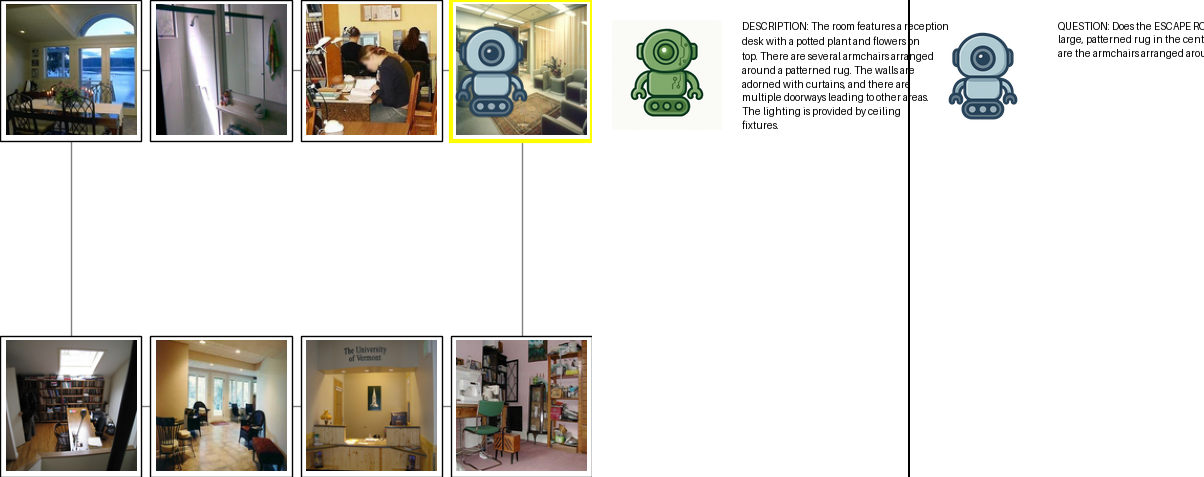 DESCRIPTION: The room features a reception
desk with a potted plant and flowers on
top. There are several armchairs arranged
around a patterned rug. The walls are
adorned with curtains, and there are
multiple doorways leading to other areas.
The lighting is provided by ceiling
fixtures.
QUESTION: Does the ESCAPE RO
large, patterned rug in the cent
are the armchairs arranged arou
The University
of Vermont